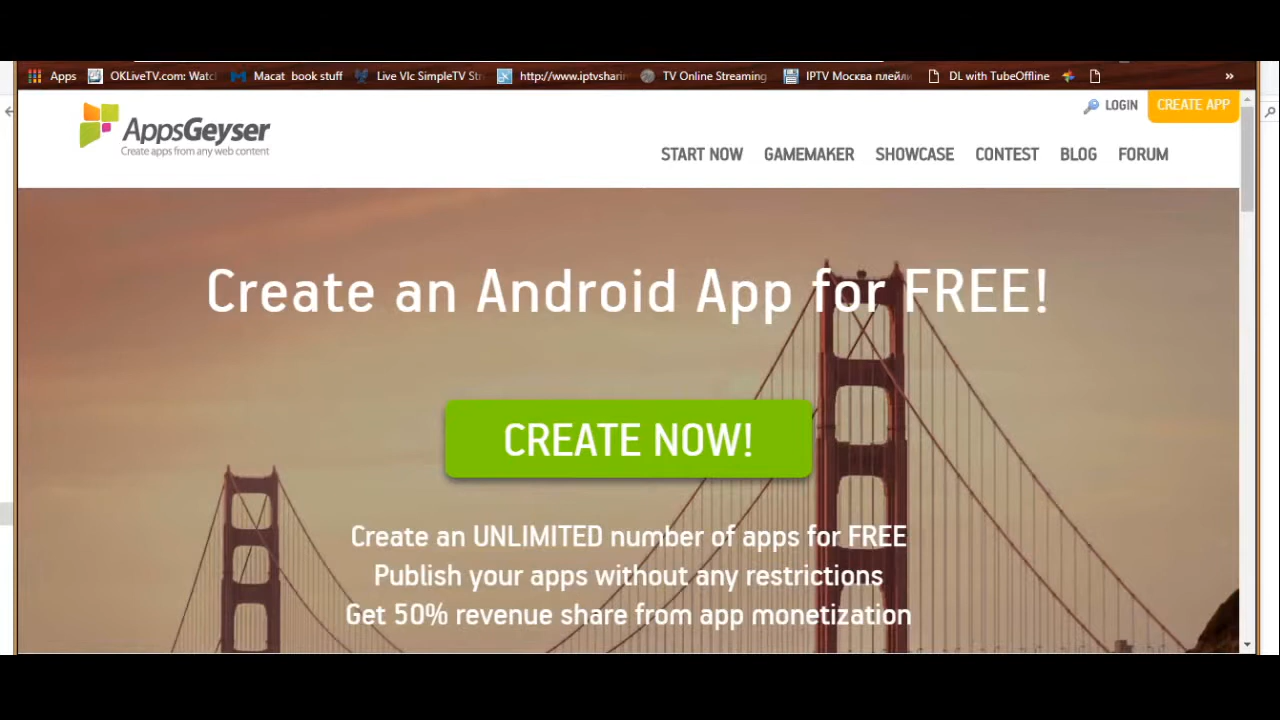 Apps OKLiveTV.com: Watc Macat book stuff Live Vlc SimpleTV Str http://www.iptvsharin TV Online Streaming IPTV Москва плейли DL with TubeOffline »
LOGIN CREATE APP
AppsGeyser
Create apps from any web content
START NOW GAMEMAKER SHOWCASE CONTEST BLOG FORUM
Create an Android App for FREE!
CREATE NOW!
Create an UNLIMITED number of apps for FREE
Publish your apps without any restrictions
Get 50% revenue share from app monetization